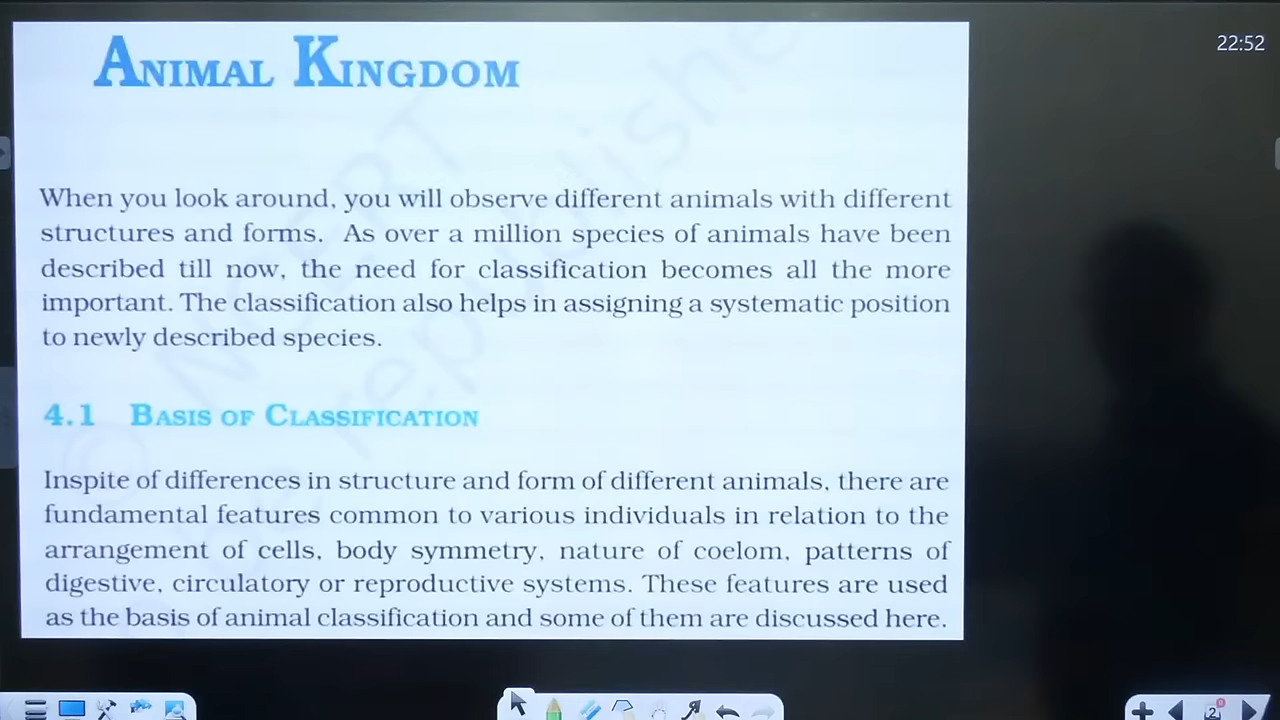 ANIMAL KINGDOM
22:52
When you look around, you will observe different animals with different
structures and forms. As over a million species of animals have been
described till now, the need for classification becomes all the more
important. The classification also helps in assigning a systematic position
to newly described species.
4.1 BASIS OF CLASSIFICATION
Inspite of differences in structure and form of different animals, there are
fundamental features common to various individuals in relation to the
arrangement of cells, body symmetry, nature of coelom, patterns of
digestive, circulatory or reproductive systems. These features are used
as the basis of animal classification and some of them are discussed here.
2